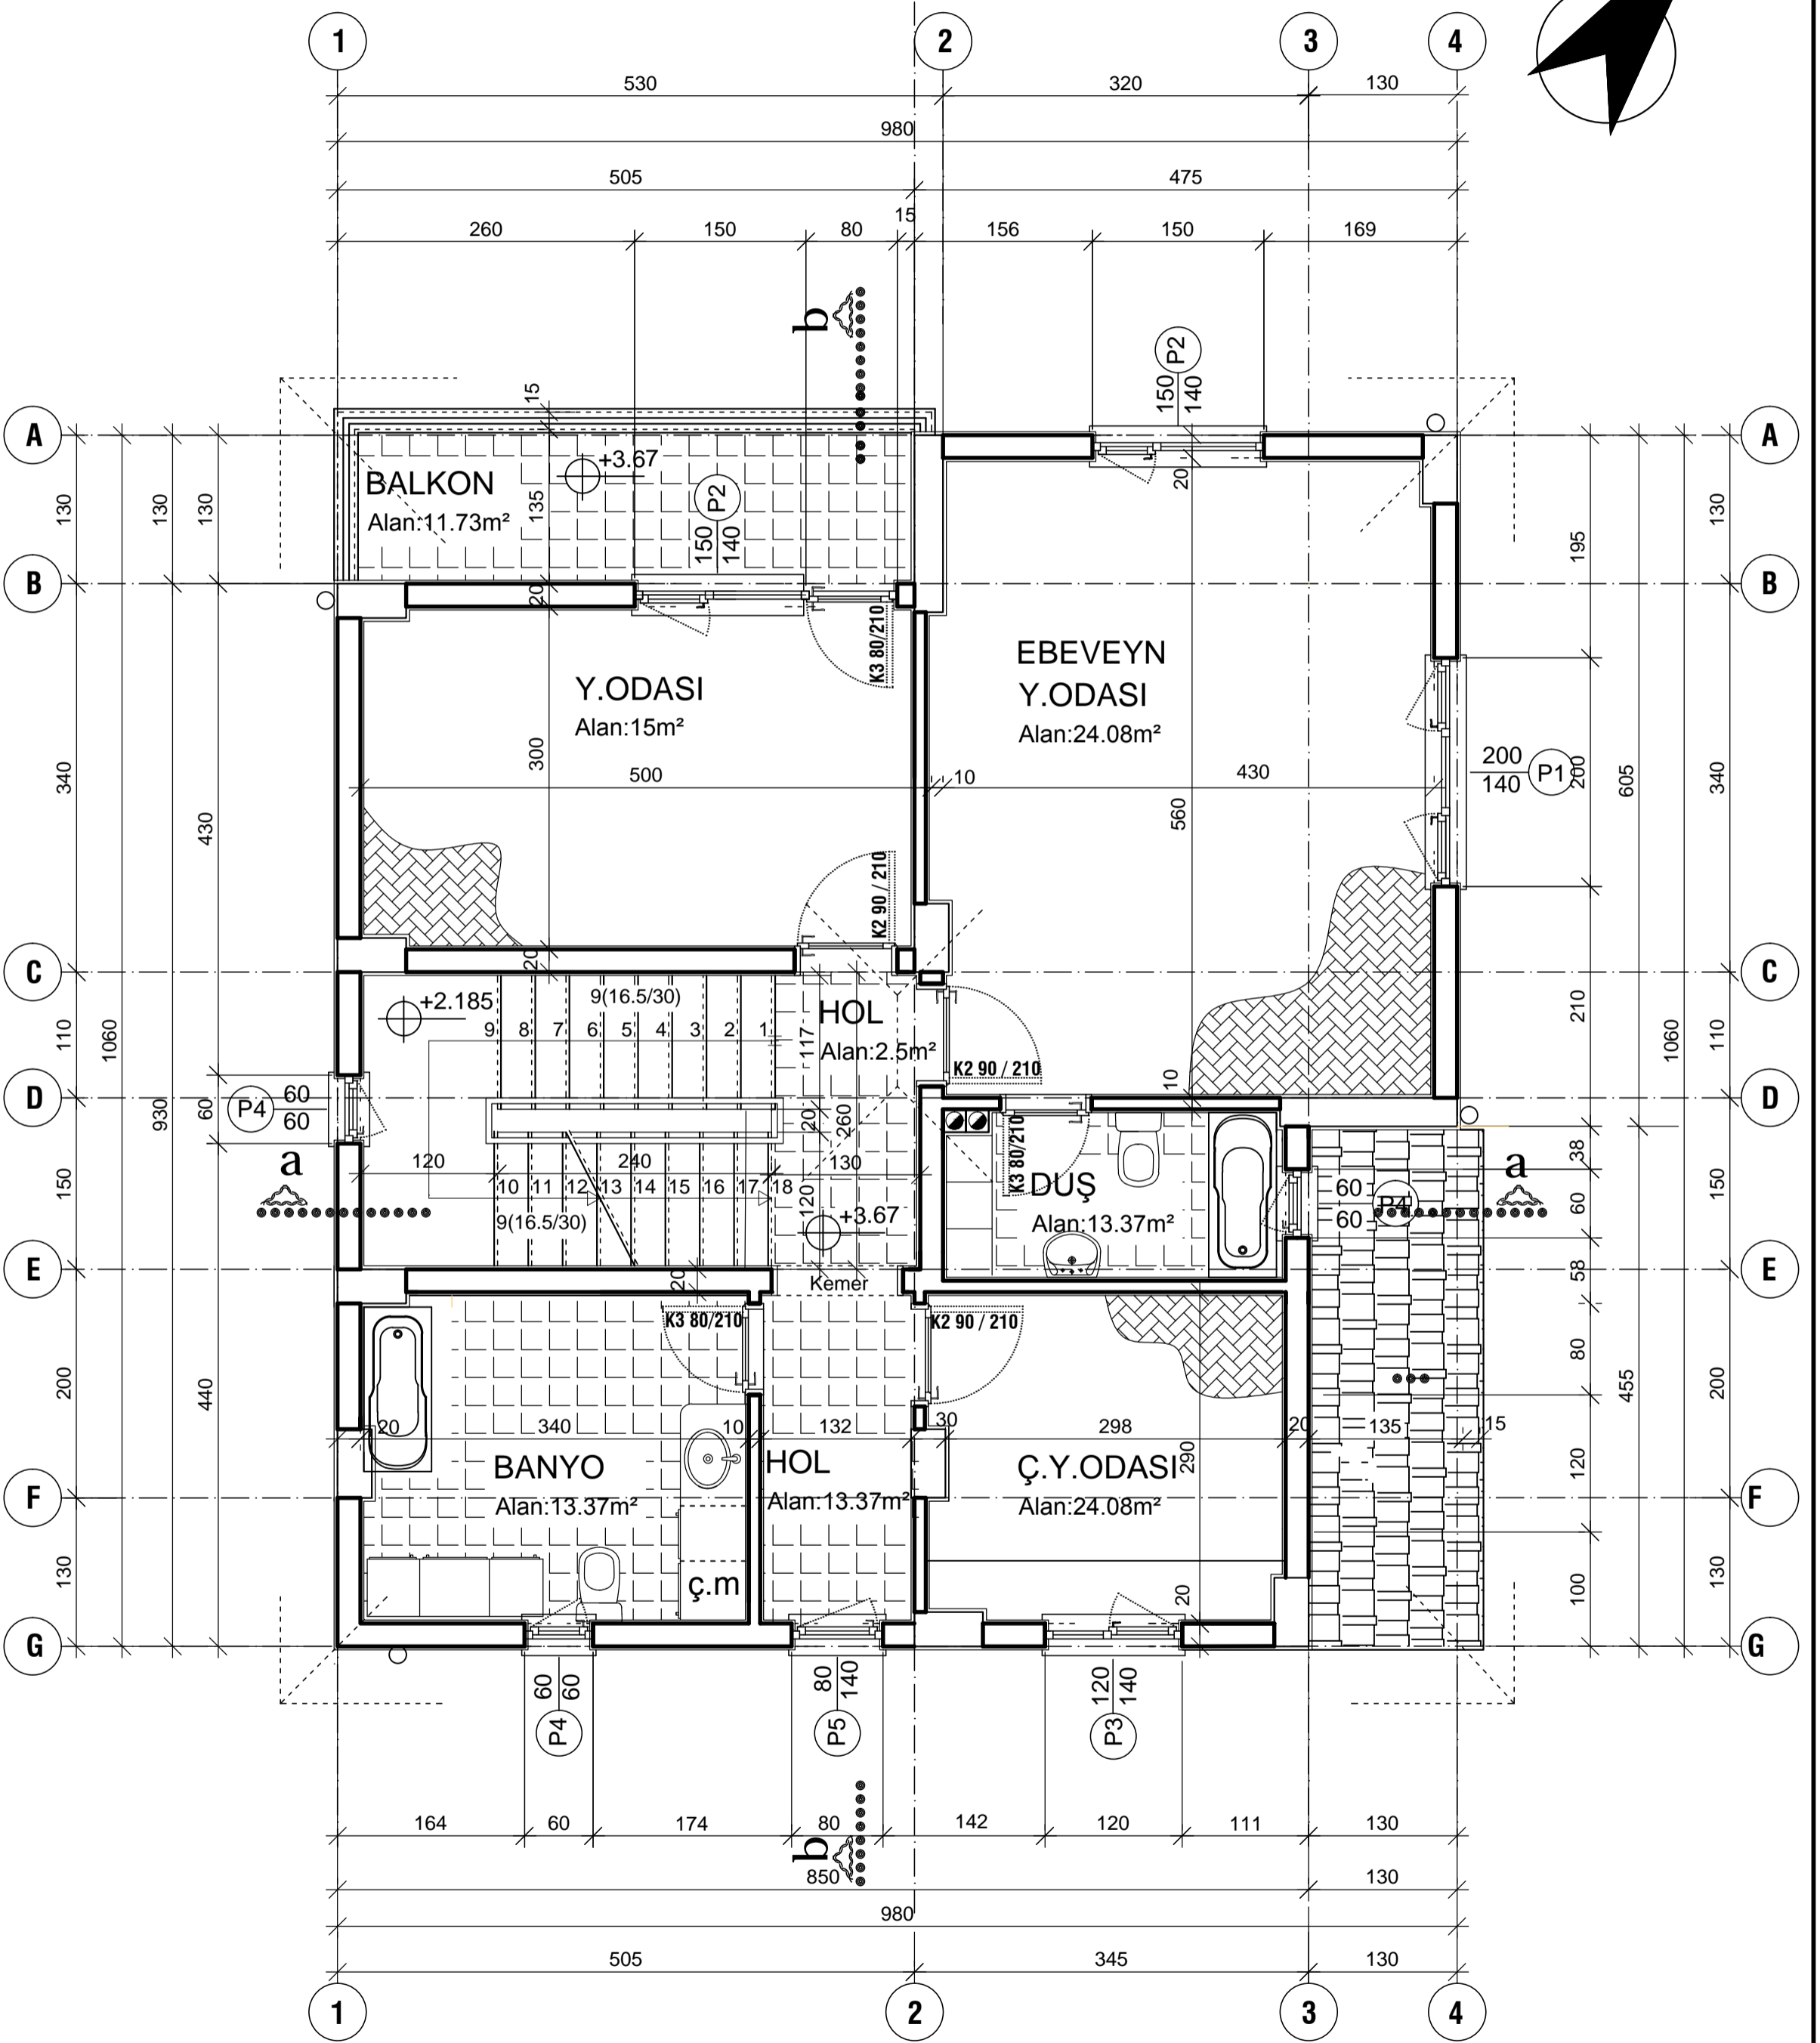 1 2 3 4
530 320 130
980
505 475
15
260 150 80 156 150 169
b
P2
150
140
15
A A
130 130 130
BALKON
Alan:11.73m²
+3.67
135
P2
150
140
20
195
130
B B
20
K3 80/210
Y.ODASI
Alan:15m²
EBEVEYN
Y.ODASI
Alan:24.08m²
300
500
10
430
560
200
140
P1
200
605
340
340
430
K2 90 / 210
20
C C
+2.185
9(16.5/30)
9 8 7 6 5 4 3 2 1
HOL
Alan:2.5m²
117
K2 90 / 210
10
210
1060
110
110
1060
930
D D
P4
60
60
60
20
260
K3 80/210
38
a
120 240 130
10 11 12 13 14 15 16 17 18
120
9(16.5/30)
+3.67
DUŞ
Alan:13.37m²
60
60
P4
a
60
150
150
E E
20
Kemer
58
K3 80/210
K2 90 / 210
80
200
440
455
200
20 340 10 132 30 298 20 135 15
BANYO
Alan:13.37m²
HOL
Alan:13.37m²
Ç.Y.ODASI
Alan:24.08m²
290
120
F F
130
ç.m
20
100
130
G G
60
60
P4
80
140
P5
120
140
P3
164 60 174 80 142 120 111 130
b
850 130
980
505 345 130
1 2 3 4